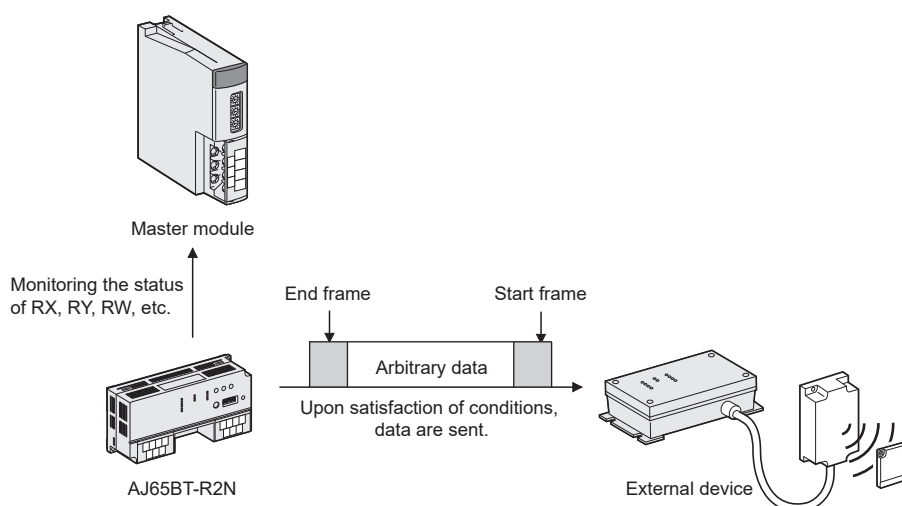 Master module
Monitoring the status
of RX, RY, RW, etc.
End frame
Start frame
Arbitrary data
Upon satisfaction of conditions,
data are sent.
AJ65BT-R2N
External device